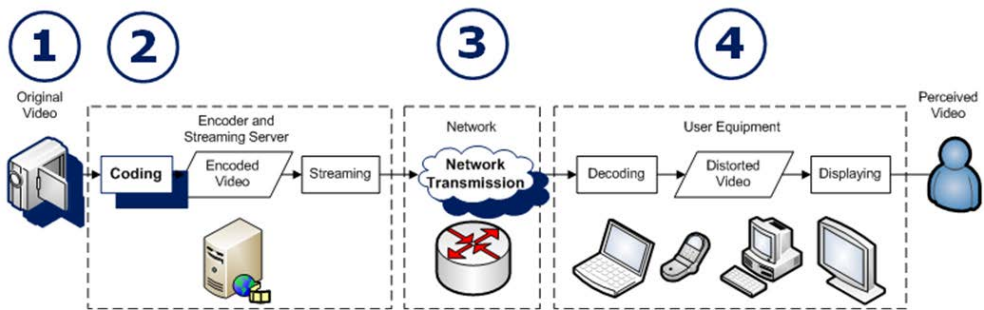 1
2
3
4
Original
Video
Encoder and
Streaming Server
Network
User Equipment
Perceived
Video
Coding
Encoded
Video
Streaming
Network
Transmission
Decoding
Distorted
Video
Displaying